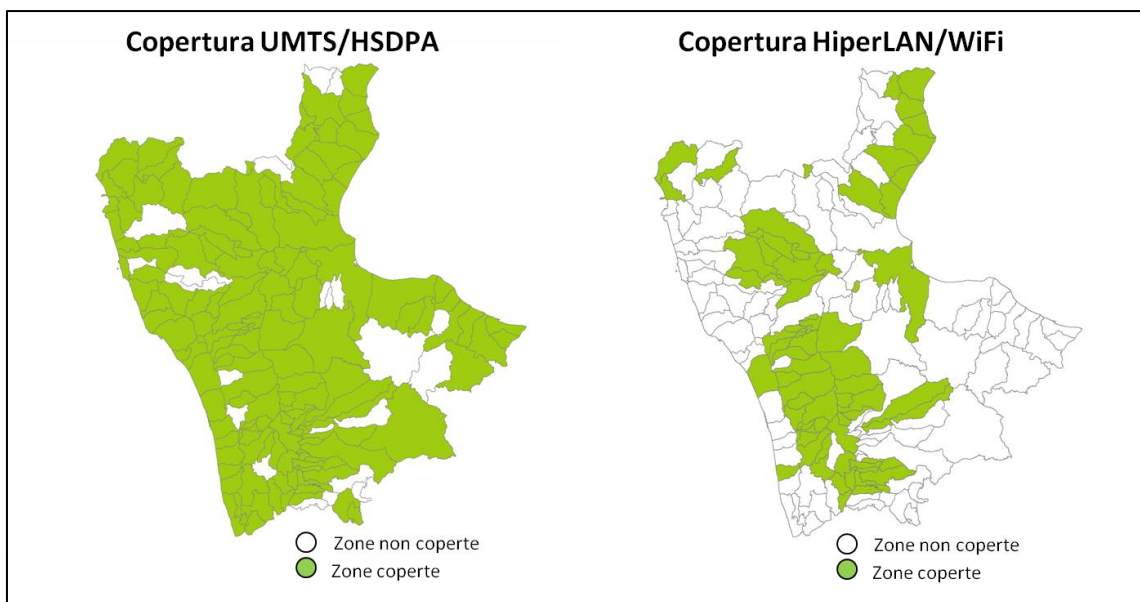 Copertura UMTS/HSDPA
Copertura HiperLAN/WiFi
Zone non coperte
Zone coperte
Zone non coperte
Zone coperte